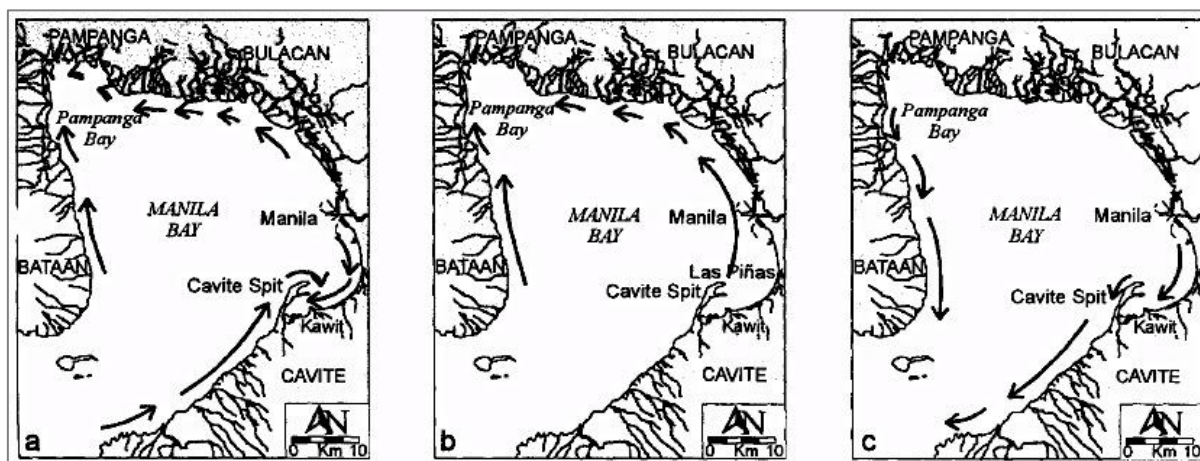 PAMPANGA
BULACAN
Pampanga
Bay
MANILA
BAY
Manila
BATAAN
Cavite Spit
Kawit
CAVITE
N
0 Km 10
a
PAMPANGA
BULACAN
Pampanga
Bay
MANILA
BAY
Manila
BATAAN
Las Piñas
Cavite Spit
Kawit
CAVITE
N
0 Km 10
b
PAMPANGA
BULACAN
Pampanga
Bay
MANILA
BAY
Manila
BATAAN
Cavite Spit
Kawit
CAVITE
N
0 Km 10
c